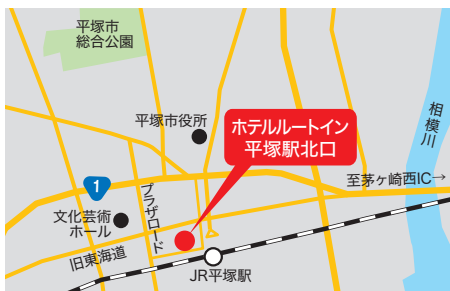 平塚市
総合公園
平塚市役所
ホテルルートイン
平塚駅北口
相模川
至茅ヶ崎西IC→
1
プラザロード
文化芸術
ホール
旧東海道
JR平塚駅